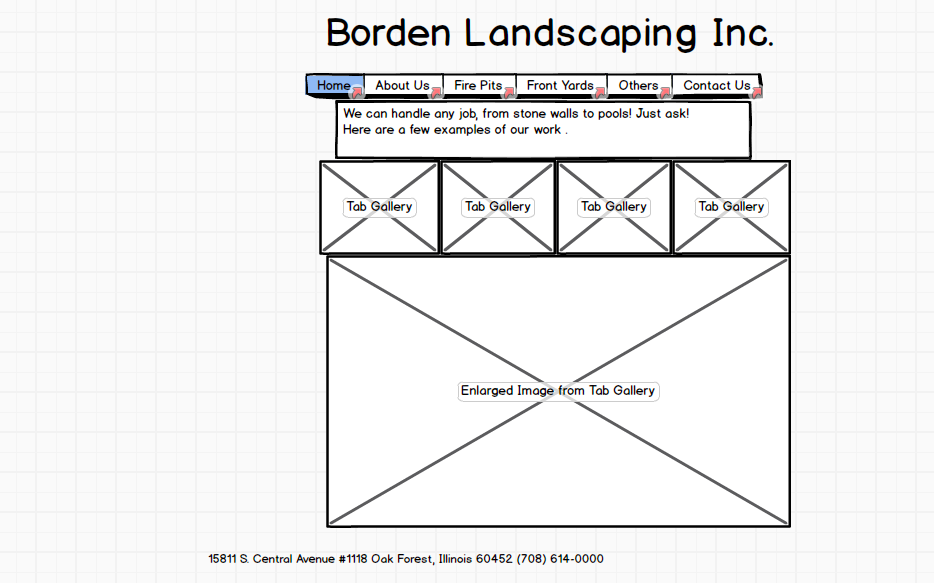 Borden Landscaping Inc.
Home About Us Fire Pits Front Yards Others Contact Us
We can handle any job, from stone walls to pools! Just ask!
Here are a few examples of our work .
Tab Gallery Tab Gallery Tab Gallery Tab Gallery
Enlarged Image from Tab Gallery
15811 S. Central Avenue #1118 Oak Forest, Illinois 60452 (708) 614-0000